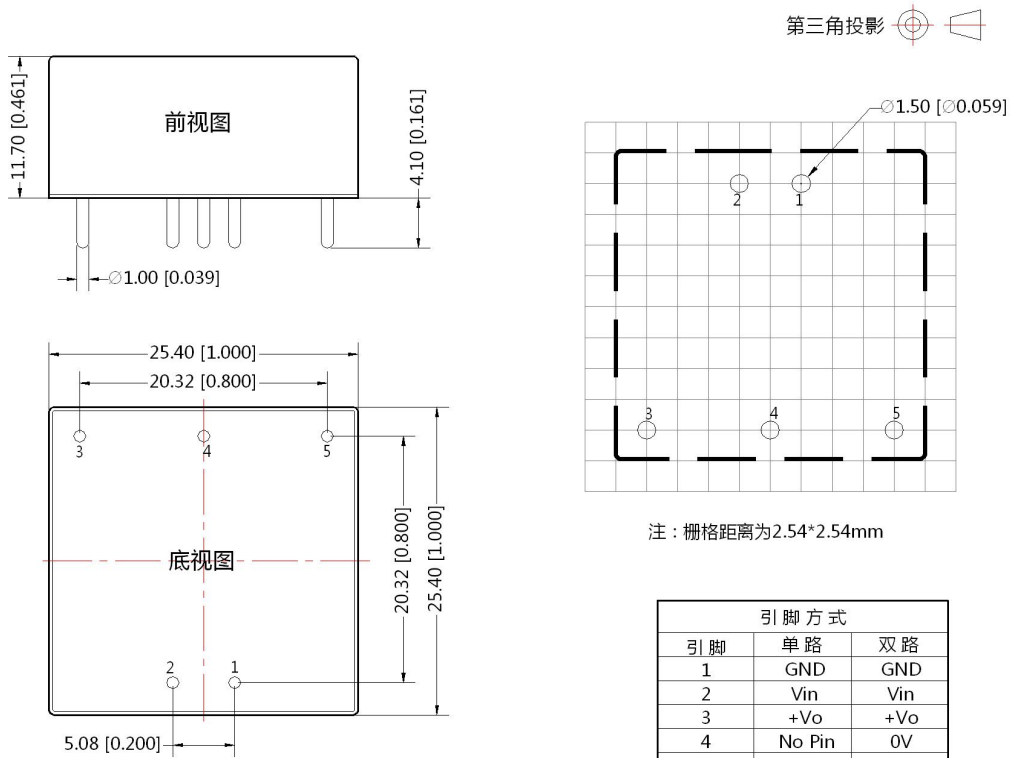 第三角投影
11.70 [0.461]
前视图
4.10 [0.161]
∅1.00 [0.039]
∅1.50 [∅0.059]
2
1
3
4
5
注：栅格距离为2.54*2.54mm
25.40 [1.000]
20.32 [0.800]
3
4
5
底视图
20.32 [0.800]
25.40 [1.000]
2
1
5.08 [0.200]
引脚方式
引脚 单路 双路
1 GND GND
2 Vin Vin
3 +Vo +Vo
4 No Pin 0V